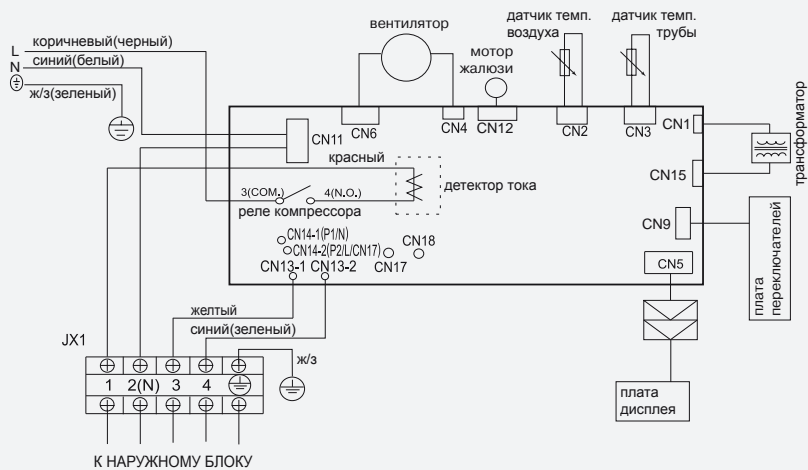 вентилятор
датчик темп.
воздуха
датчик темп.
трубы
мотор
жалюзи
L
коричневый(черный)
N
синий(белый)
ж/з(зеленый)
CN6
CN4
CN12
CN2
CN3
CN1
трансформатор
CN11
красный
CN15
детектор тока
3(COM.)
4(N.O.)
реле компрессора
CN9
CN14-1(P1/N)
CN14-2(P2/L/CN17)
CN18
CN13-1
CN13-2
CN17
CN5
плата
переключателей
желтый
синий(зеленый)
JX1
ж/з
1
2(N)
3
4
плата
дисплея
К НАРУЖНОМУ БЛОКУ